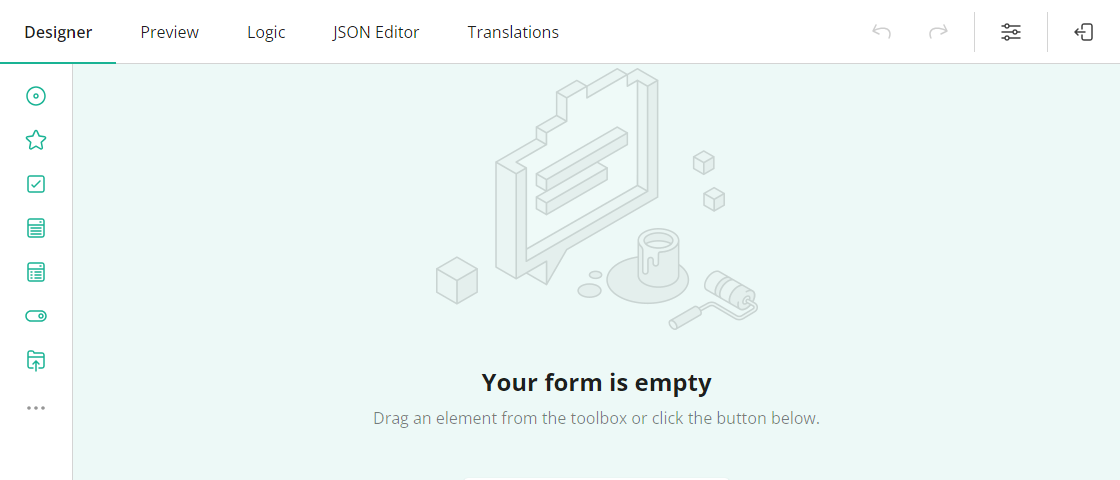 Designer
Preview
Logic
JSON Editor
Translations
Your form is empty
Drag an element from the toolbox or click the button below.